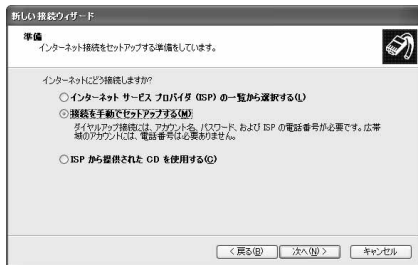 新しい接続ウィザード
準備
インターネット接続をセットアップする準備をしています。
インターネットにどう接続しますか?
インターネット サービス プロバイダ (ISP) の一覧から選択する(L)
接続を手動でセットアップする(M)
ダイヤルアップ接続には、アカウント名、パスワード、および ISP の電話番号が必要です。広帯
域のアカウントには、電話番号は必要ありません。
ISP から提供された CD を使用する(C)
< 戻る(B)
次へ(N) >
キャンセル